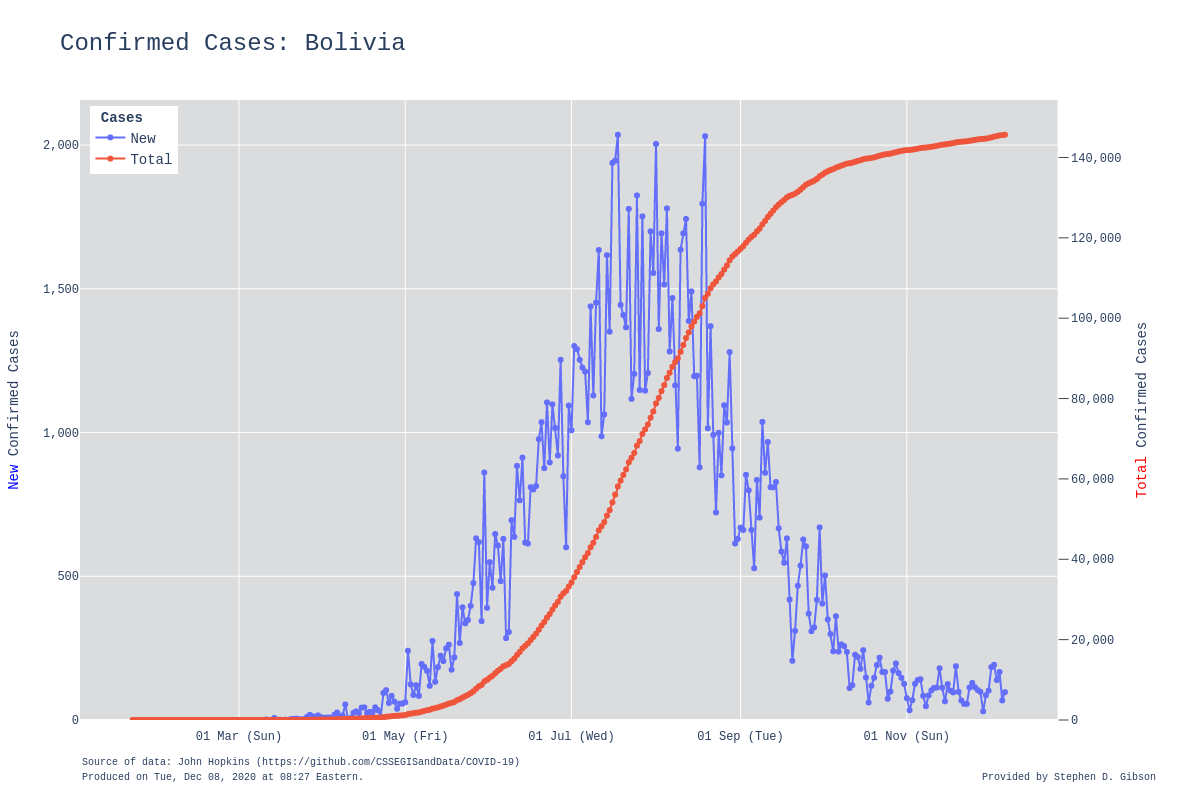 Confirmed Cases: Bolivia
Cases
New
Total
2,000
1,500
1,000
500
0
140,000
120,000
100,000
80,000
60,000
40,000
20,000
0
New Confirmed Cases
Total Confirmed Cases
01 Mar (Sun)
01 May (Fri)
01 Jul (Wed)
01 Sep (Tue)
01 Nov (Sun)
Source of data: John Hopkins (https://github.com/CSSEGISandData/COVID-19)
Produced on Tue, Dec 08, 2020 at 08:27 Eastern.
Provided by Stephen D. Gibson